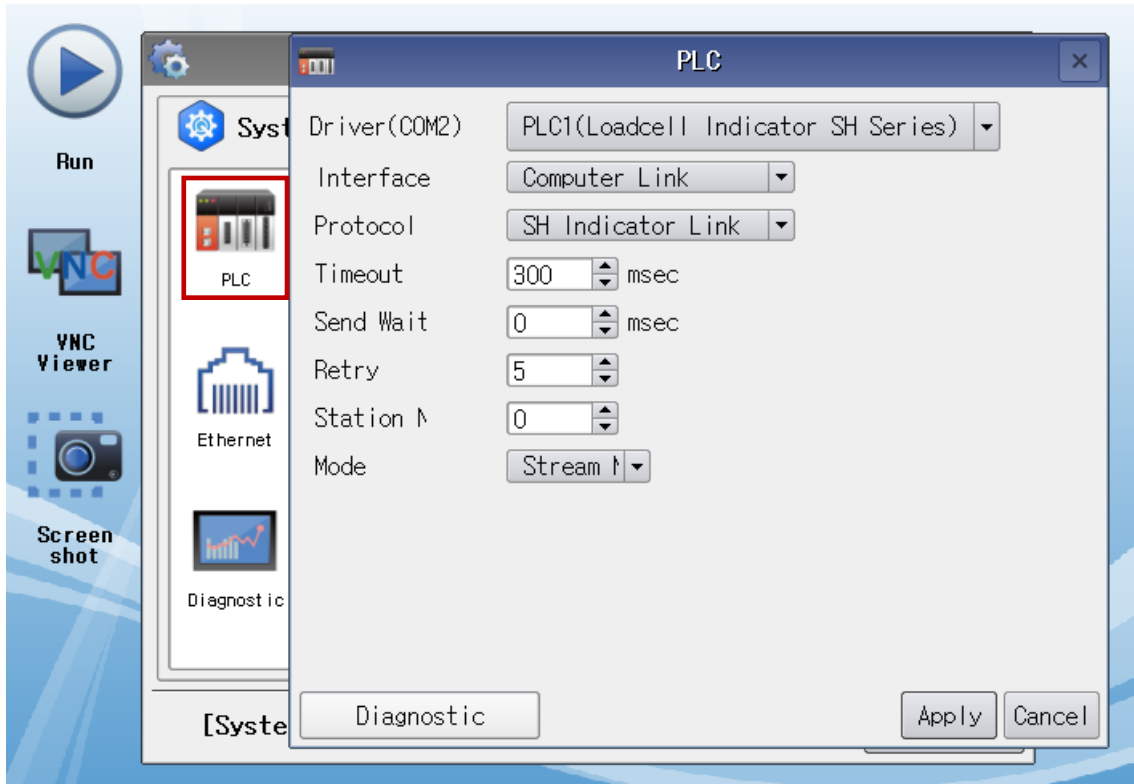 Run
VNC
VNC
Viewer
Screen
shot
Syst
PLC
Ethernet
Diagnostic
[Syste
PLC
Driver(COM2) PLC1(Loadcell Indicator SH Series)
Interface Computer Link
Protocol SH Indicator Link
Timeout 300 msec
Send Wait 0 msec
Retry 5
Station 0
Mode Stream
Diagnostic Apply Cancel